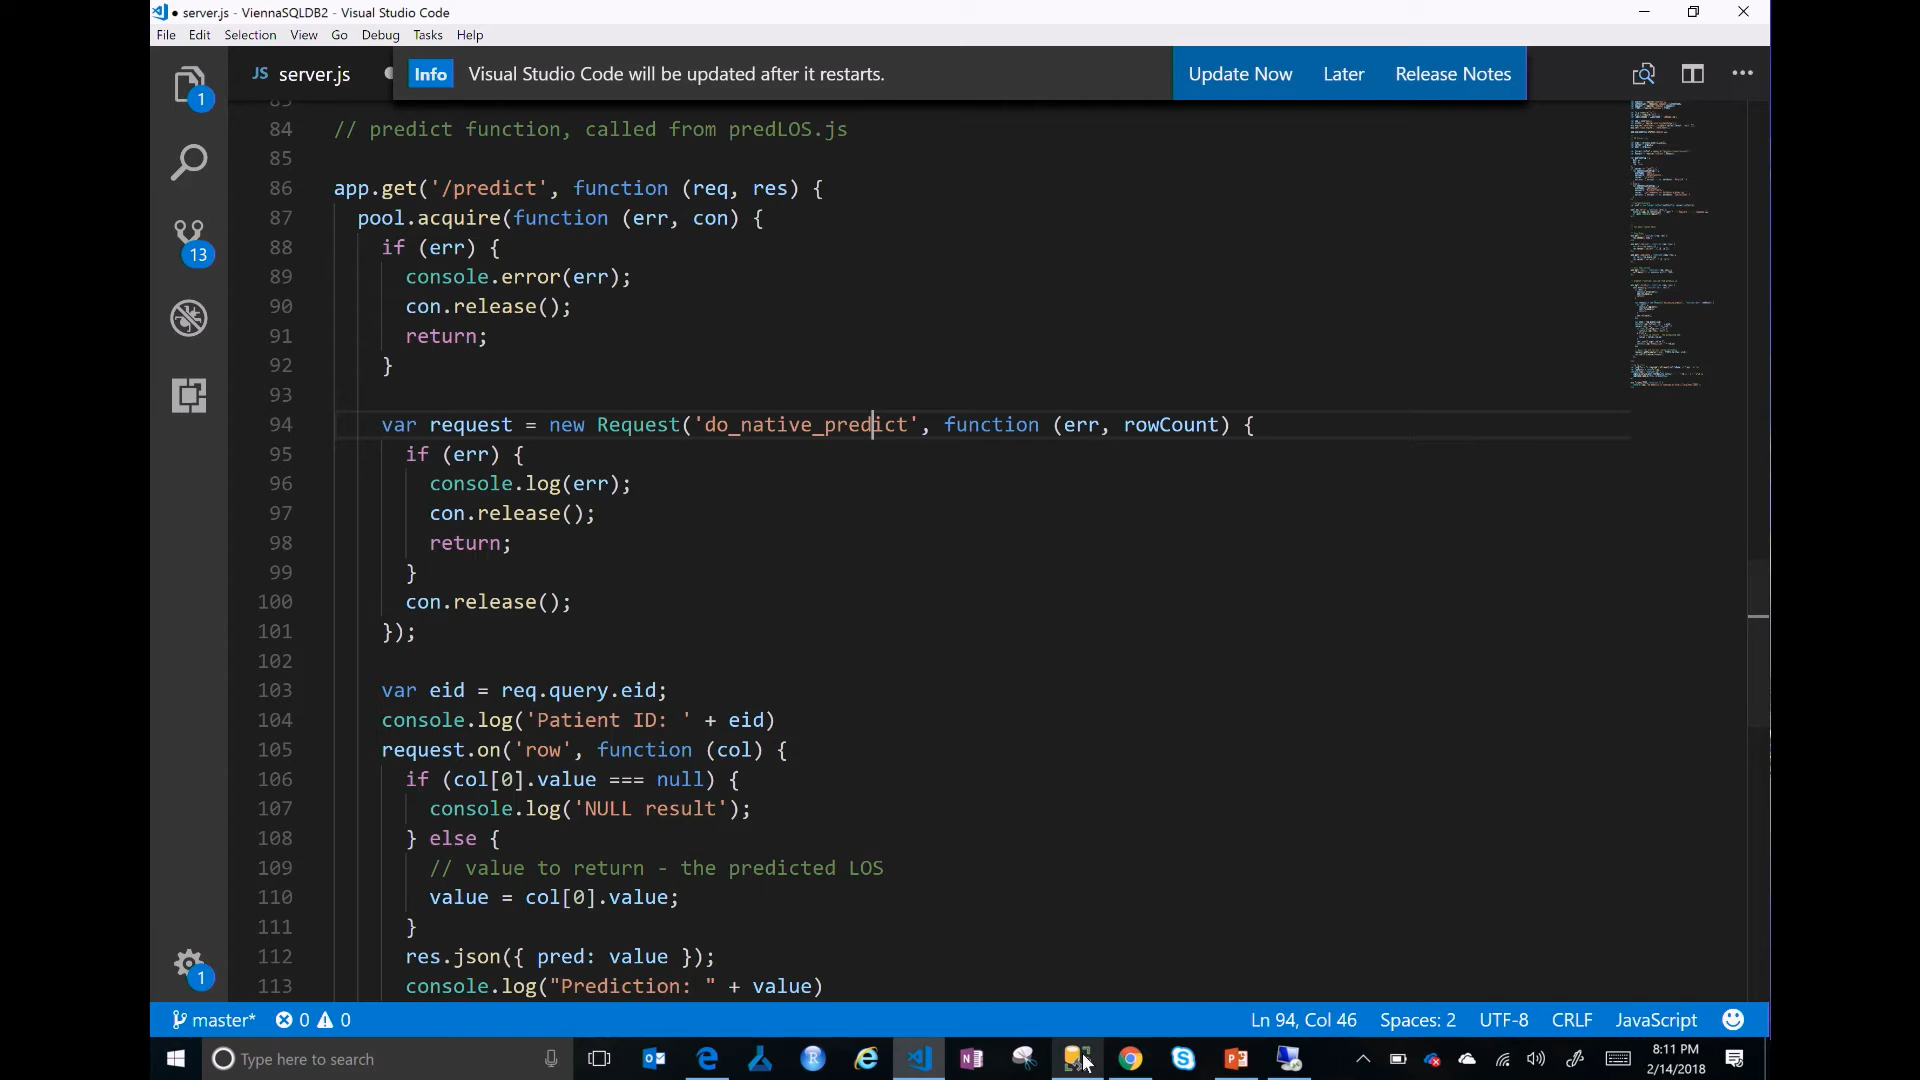 ● server.js - ViennaSQLDB2 - Visual Studio Code
File Edit Selection View Go Debug Tasks Help
JS server.js
Info Visual Studio Code will be updated after it restarts. Update Now Later Release Notes
1
13
1
84 // predict function, called from predLOS.js
85
86 app.get('/predict', function (req, res) {
87 pool.acquire(function (err, con) {
88 if (err) {
89 console.error(err);
90 con.release();
91 return;
92 }
93
94 var request = new Request('do_native_predict', function (err, rowCount) {
95 if (err) {
96 console.log(err);
97 con.release();
98 return;
99 }
100 con.release();
101 });
102
103 var eid = req.query.eid;
104 console.log('Patient ID: ' + eid)
105 request.on('row', function (col) {
106 if (col[0].value === null) {
107 console.log('NULL result');
108 } else {
109 // value to return - the predicted LOS
110 value = col[0].value;
111 }
112 res.json({ pred: value });
113 console.log("Prediction: " + value)
master* 0 0 Ln 94, Col 46 Spaces: 2 UTF-8 CRLF JavaScript
Type here to search
8:11 PM
2/14/2018